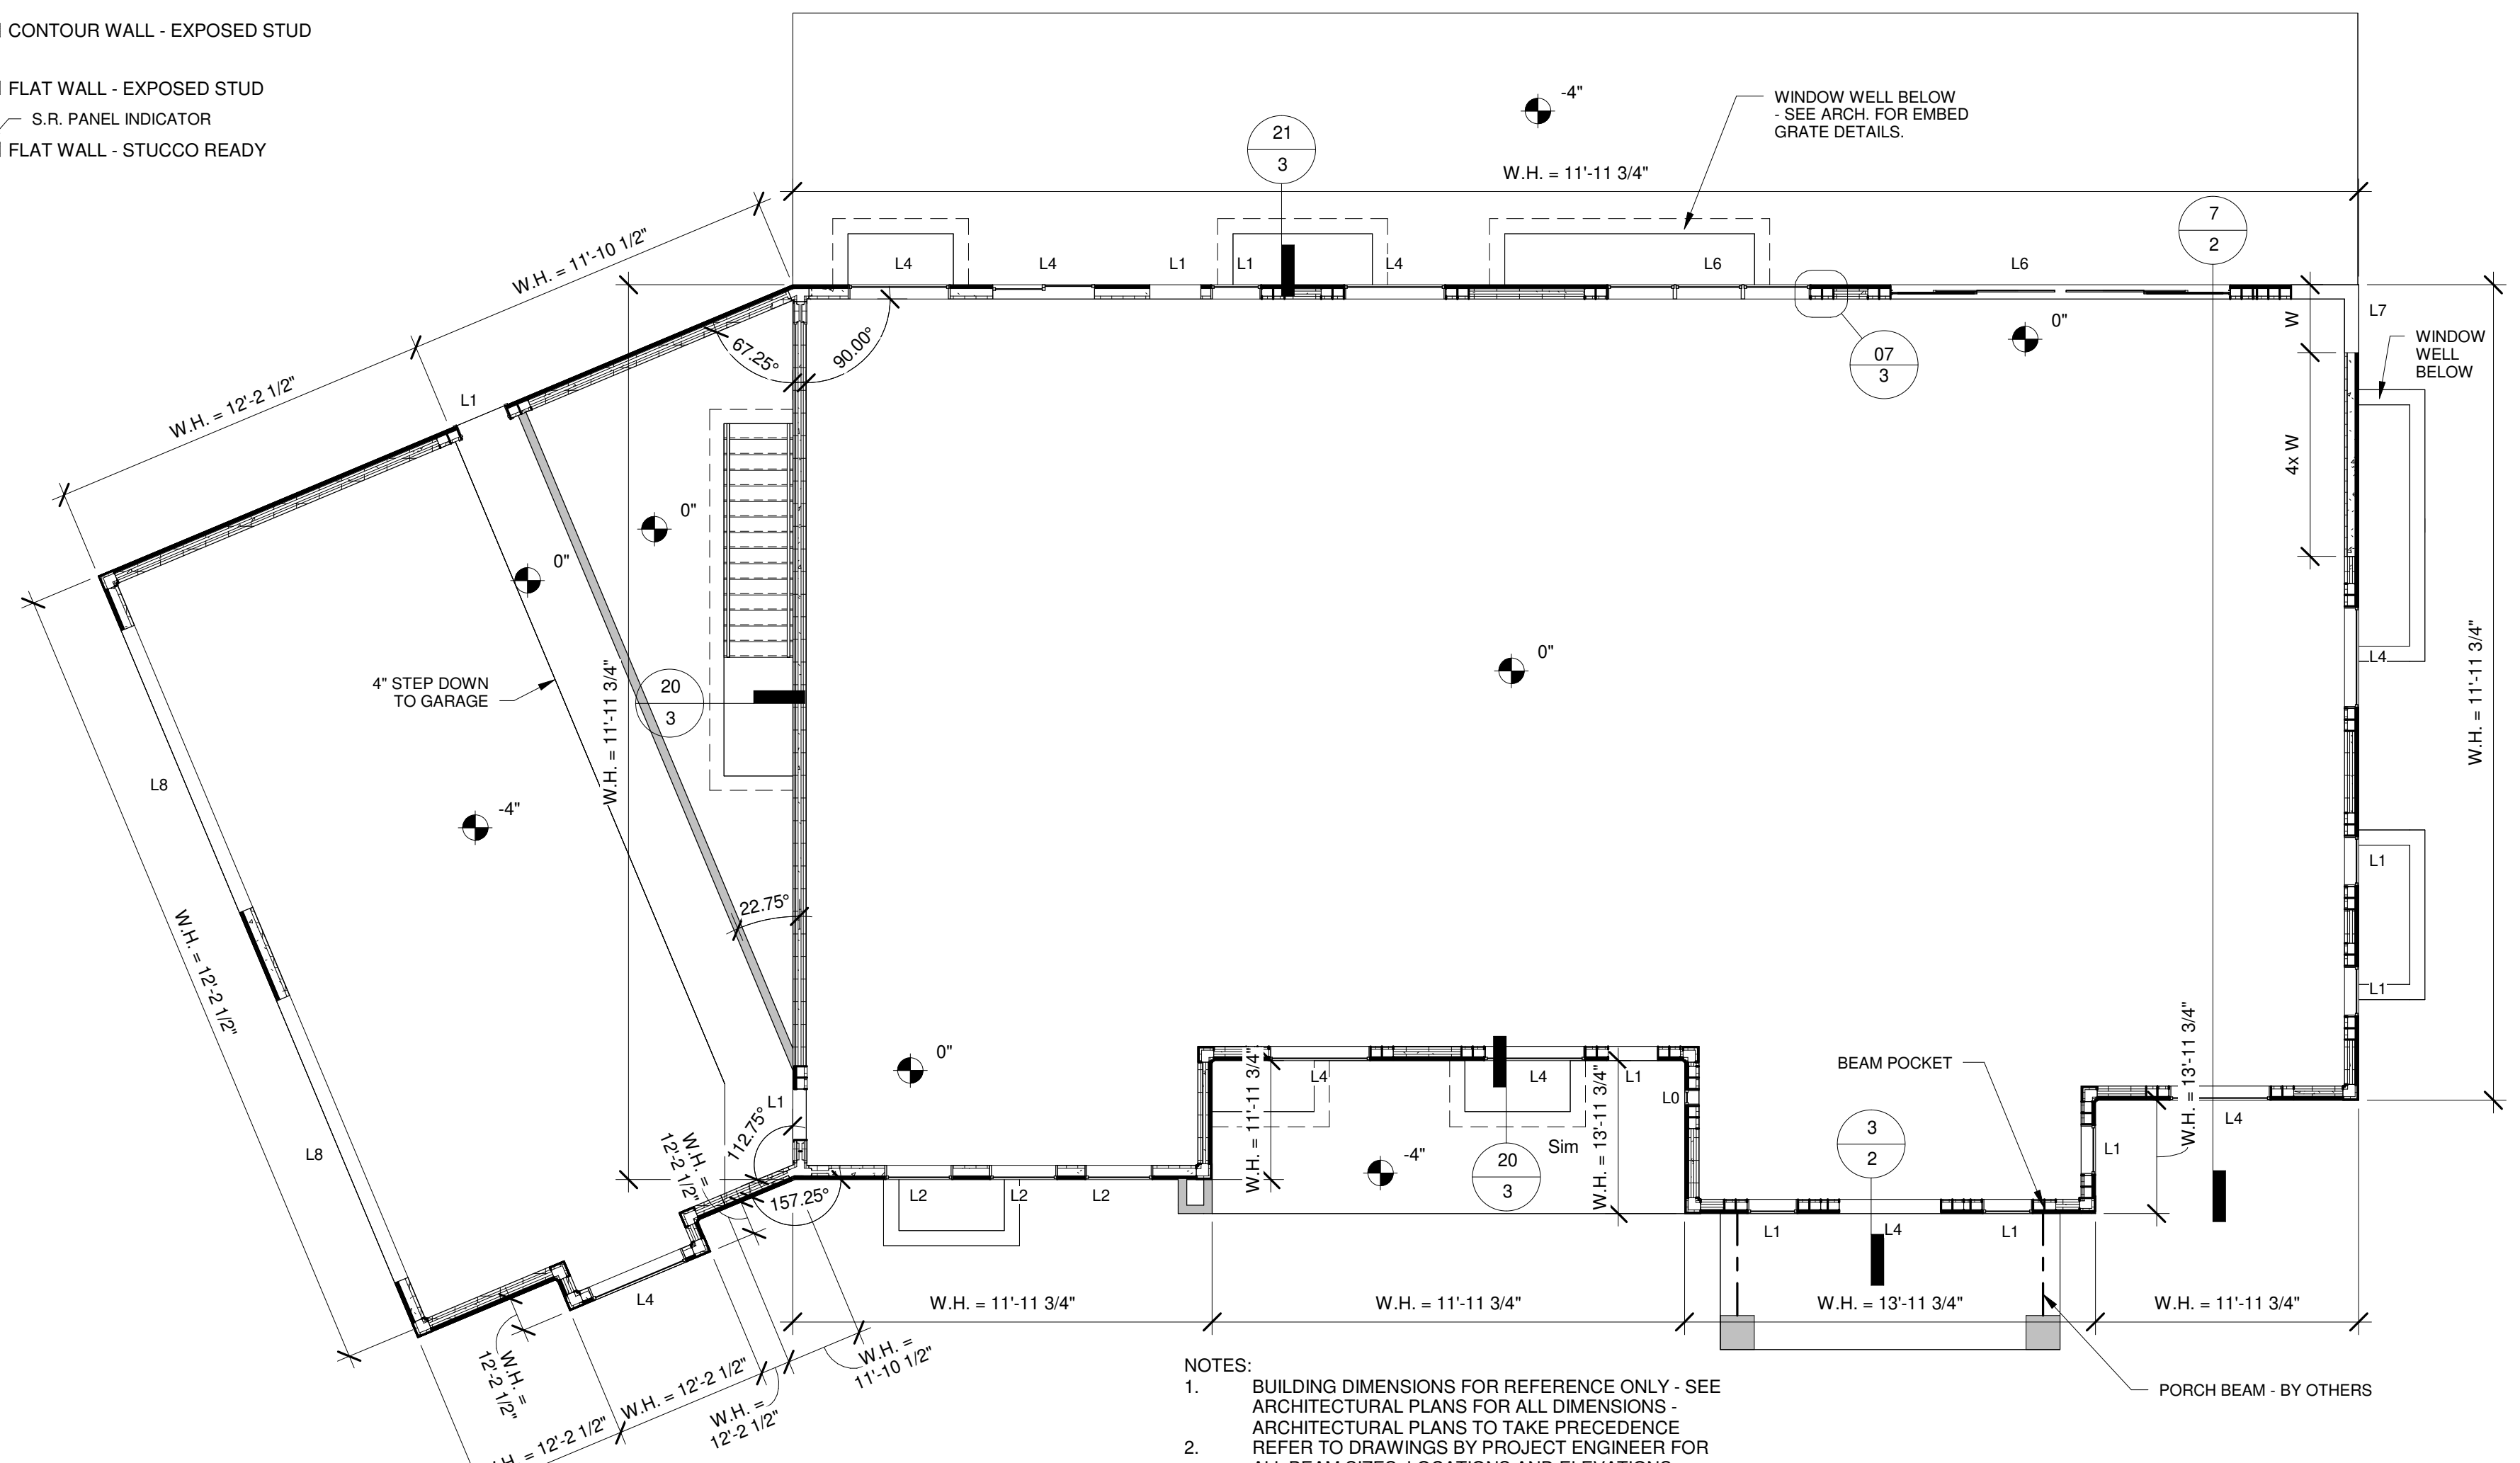 CONTOUR WALL - EXPOSED STUD
FLAT WALL - EXPOSED STUD
S.R. PANEL INDICATOR
FLAT WALL - STUCCO READY
-4"
WINDOW WELL BELOW
- SEE ARCH. FOR EMBED
GRATE DETAILS.
21
3
W.H. = 11'-11 3/4"
7
2
W.H. = 11'-10 1/2"
L4
L4
L1
L1
L4
L6
L6
L7
W
0"
WINDOW
WELL
BELOW
67.25°
90.00°
07
3
W.H. = 12'-2 1/2"
L1
4x W
0"
0"
0"
4" STEP DOWN
TO GARAGE
W.H. = 11'-11 3/4"
20
3
L4
W.H. = 11'-11 3/4"
L8
-4"
L1
22.75°
W.H. = 12'-2 1/2"
L1
0"
W.H. = 11'-11 3/4"
L4
L4
L1
W.H. = 13'-11 3/4"
L0
BEAM POCKET
W.H. = 13'-11 3/4"
L4
L1
L1
112.75°
W.H. =
12'-2 1/2"
L8
-4"
Sim
20
3
3
2
157.25°
L2
L2
L2
L1
L4
L1
L4
W.H. = 11'-11 3/4"
W.H. = 11'-11 3/4"
W.H. = 13'-11 3/4"
W.H. = 11'-11 3/4"
W.H. =
12'-2 1/2"
W.H. = 12'-2 1/2"
W.H. =
12'-2 1/2"
W.H. =
11'-10 1/2"
.H. = 12'-2 1/2"
PORCH BEAM - BY OTHERS
NOTES:
1. BUILDING DIMENSIONS FOR REFERENCE ONLY - SEE
ARCHITECTURAL PLANS FOR ALL DIMENSIONS -
ARCHITECTURAL PLANS TO TAKE PRECEDENCE
2. REFER TO DRAWINGS BY PROJECT ENGINEER FOR
ALL BEAM SIZES, LOCATIONS AND ELEVATIONS